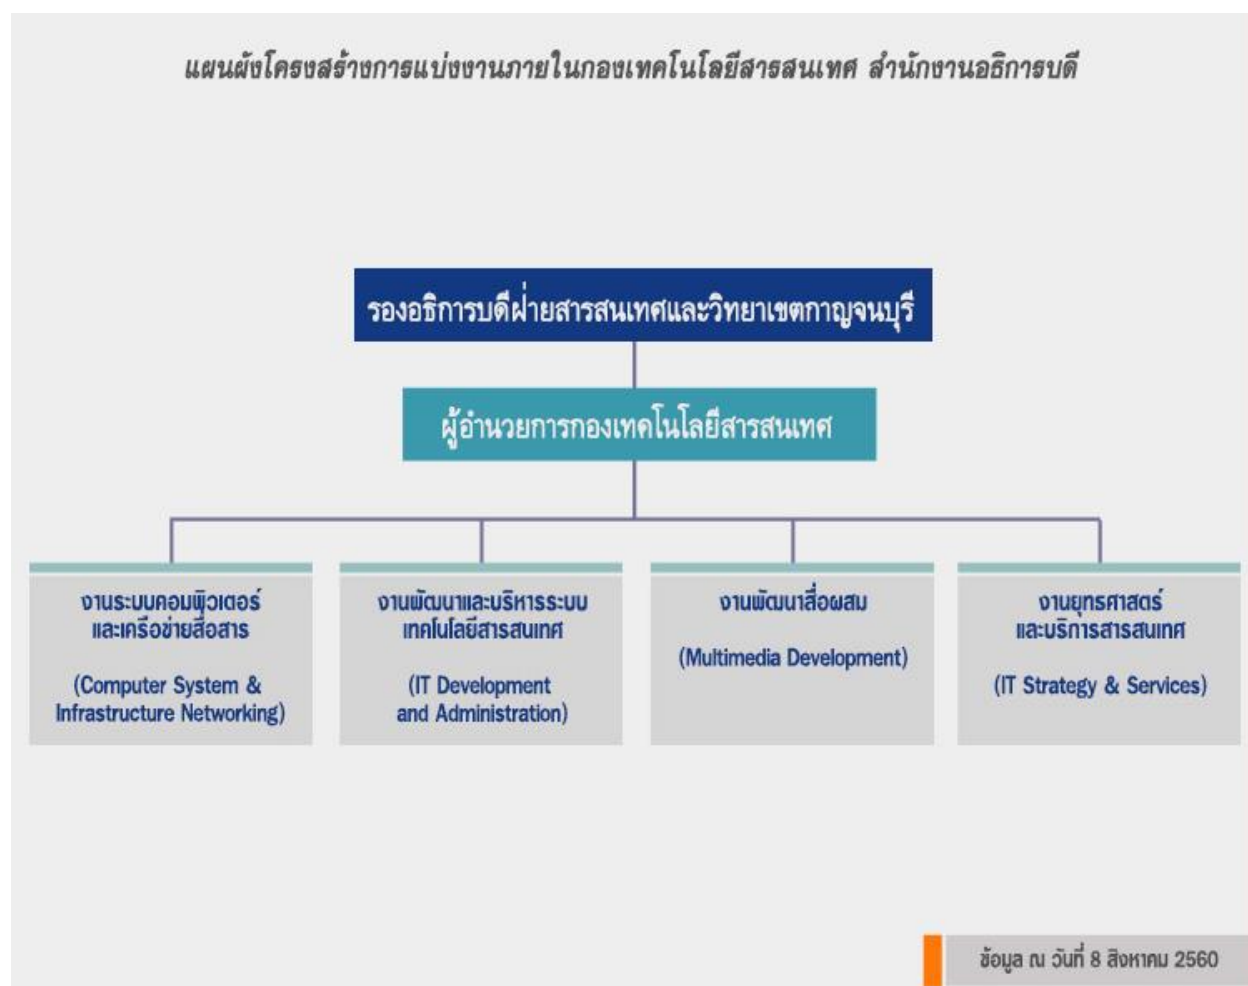 แผนผังโครงสร้างการแบ่งงานภายในกองเทคโนโลยีสารสนเทศ สำนักงานอธิการบดี
รองอธิการบดีฝ่ายสารสนเทศและวิทยาเขตกาญจนบุรี
ผู้อำนวยการกองเทคโนโลยีสารสนเทศ
งานระบบคอมพิวเตอร์
และเครือข่ายสื่อสาร
(Computer System &
Infrastructure Networking)
งานพัฒนาและบริหารระบบ
เทคโนโลยีสารสนเทศ
(IT Development
and Administration)
งานพัฒนาสื่อผสม
(Multimedia Development)
งานยุทธศาสตร์
และบริการสารสนเทศ
(IT Strategy & Services)
ข้อมูล ณ วันที่ 8 สิงหาคม 2560